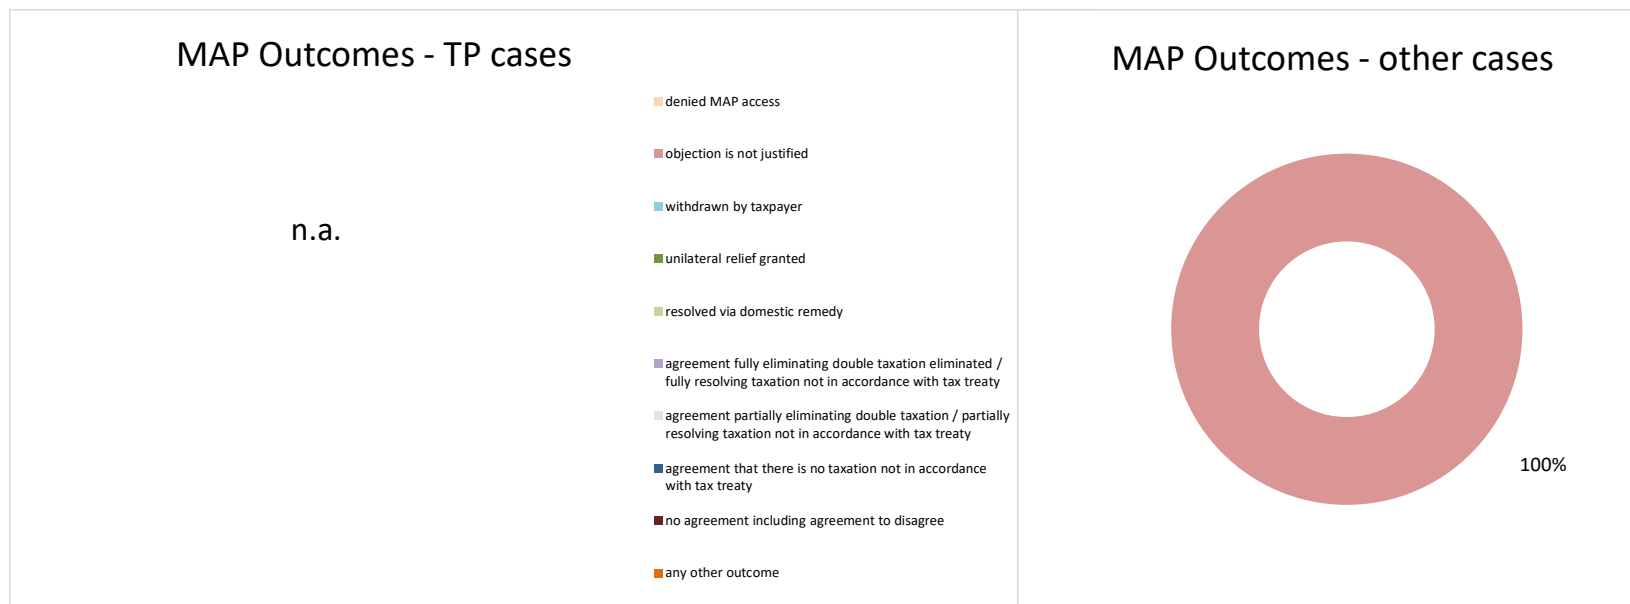 MAP Outcomes - TP cases
n.a.
denied MAP access
objection is not justified
withdrawn by taxpayer
unilateral relief granted
resolved via domestic remedy
agreement fully eliminating double taxation eliminated /
fully resolving taxation not in accordance with tax treaty
agreement partially eliminating double taxation / partially
resolving taxation not in accordance with tax treaty
agreement that there is no taxation not in accordance
with tax treaty
no agreement including agreement to disagree
any other outcome
MAP Outcomes - other cases
100%